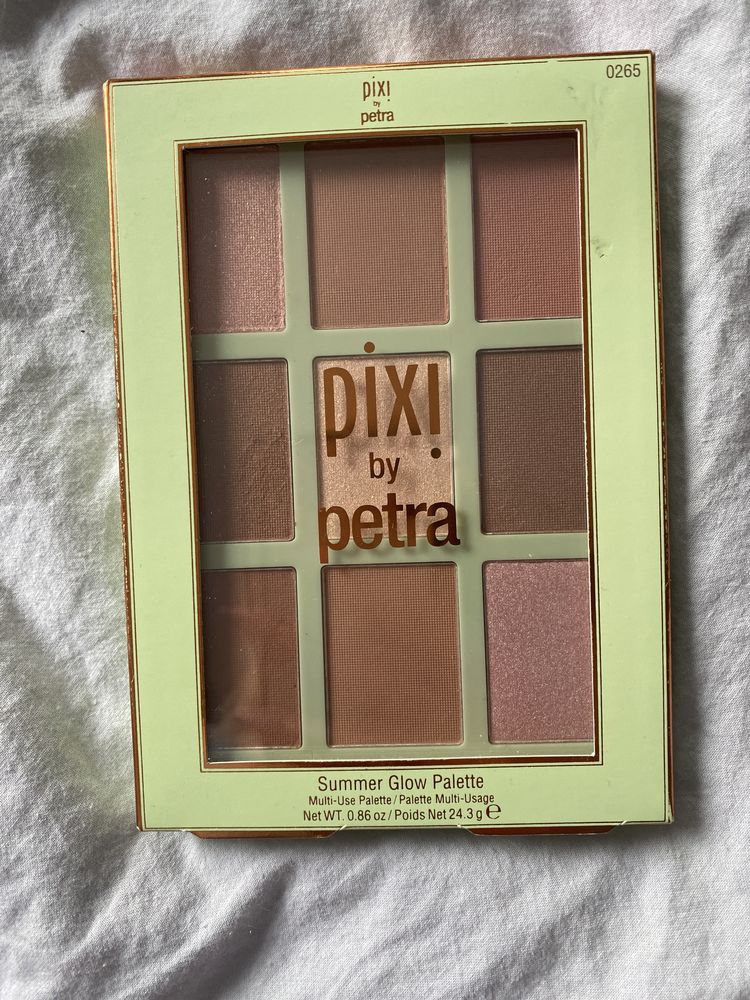 0265
pixi
by
petra
pixi
by
petra
Summer Glow Palette
Multi-Use Palette / Palette Multi-Usage
Net WT. 0.86 oz / Poids Net 24.3 g ℮